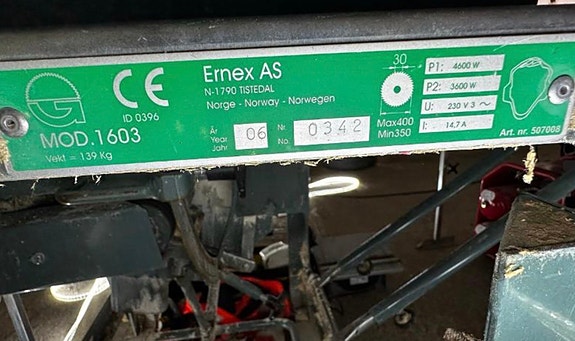 CE
ID 0396
MOD.1603
Vekt = 139 Kg
Ernex AS
N-1790 TISTEDAL
Norge - Norway - Norwegen
År
Year
Jahr
06
Nr
No.
0342
30
Max400
Min350
P1: 4600 W
P2: 3600 W
U: 230 V 3 ~
I: 14.7 A
Art. nr. 507008